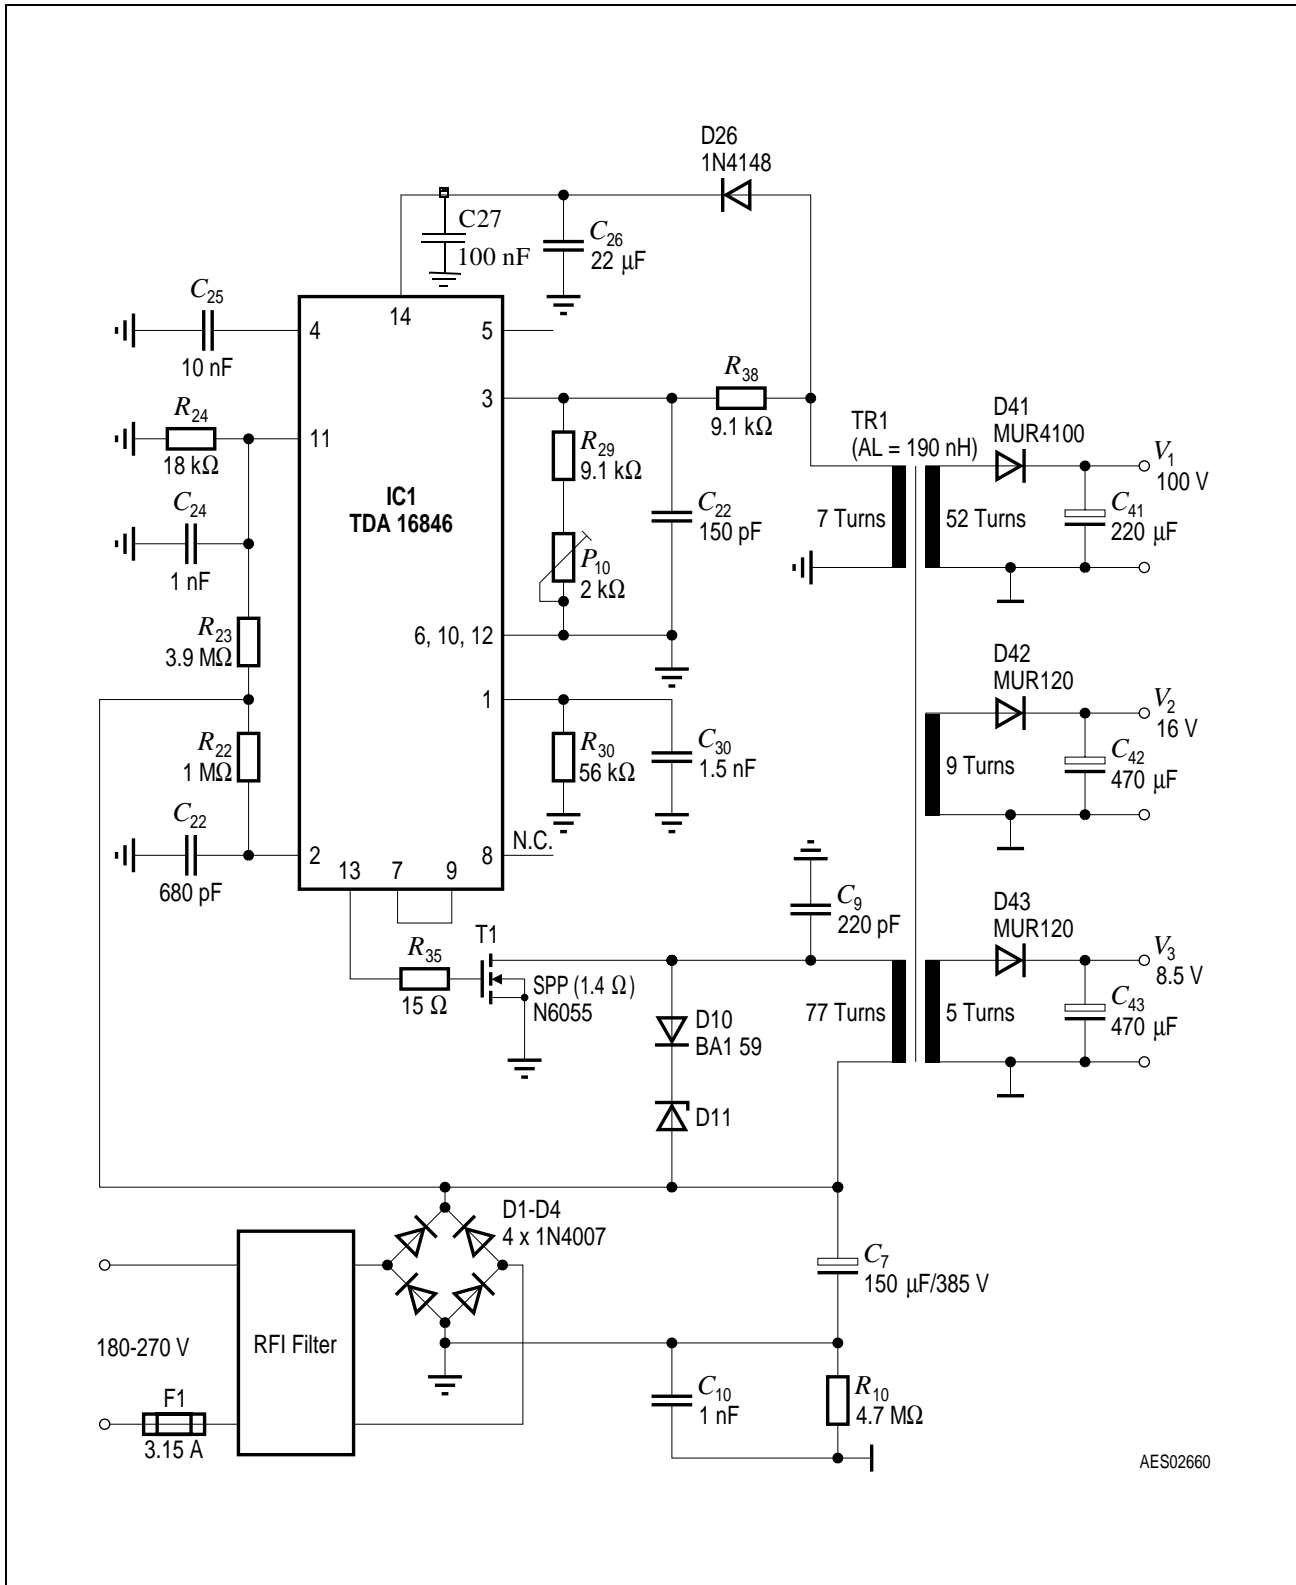 D26
1N4148
C27
100 nF
C26
22 μF
C25
10 nF
4
14
5
R24
18 kΩ
11
3
R38
9.1 kΩ
R29
9.1 kΩ
TR1
(AL = 190 nH)
D41
MUR4100
V1
100 V
C24
1 nF
IC1
TDA 16846
C22
150 pF
7 Turns
52 Turns
C41
220 μF
P10
2 kΩ
R23
3.9 MΩ
6, 10, 12
D42
MUR120
V2
16 V
1
R22
1 MΩ
R30
56 kΩ
C30
1.5 nF
9 Turns
C42
470 μF
C22
680 pF
2
13
7
9
8
N.C.
C9
220 pF
D43
MUR120
V3
8.5 V
R35
15 Ω
T1
SPP (1.4 Ω)
N6055
77 Turns
5 Turns
C43
470 μF
D10
BA1 59
D11
D1-D4
4 x 1N4007
C7
150 μF/385 V
180-270 V
RFI Filter
F1
3.15 A
C10
1 nF
R10
4.7 MΩ
AES02660